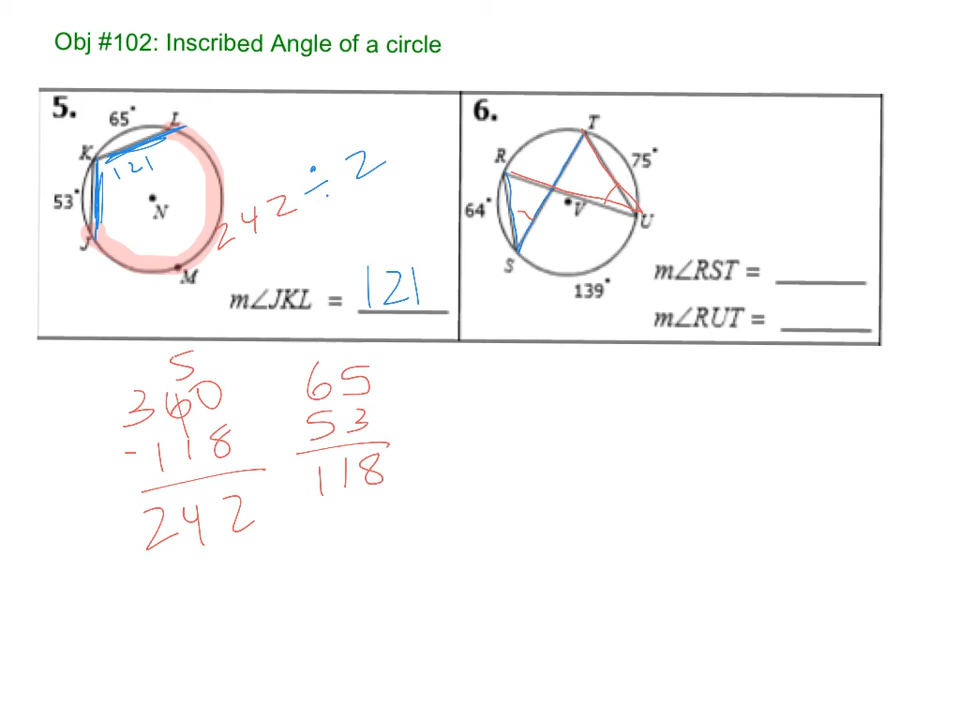 Obj #102: Inscribed Angle of a circle
5.
65°
L
K
121
53°
N
J
M
242 ÷ 2
m∠JKL = 121
6.
T
R
75°
64°
V
U
S
139°
m∠RST = ______
m∠RUT = ______
5
360
-118
242
65
53
118